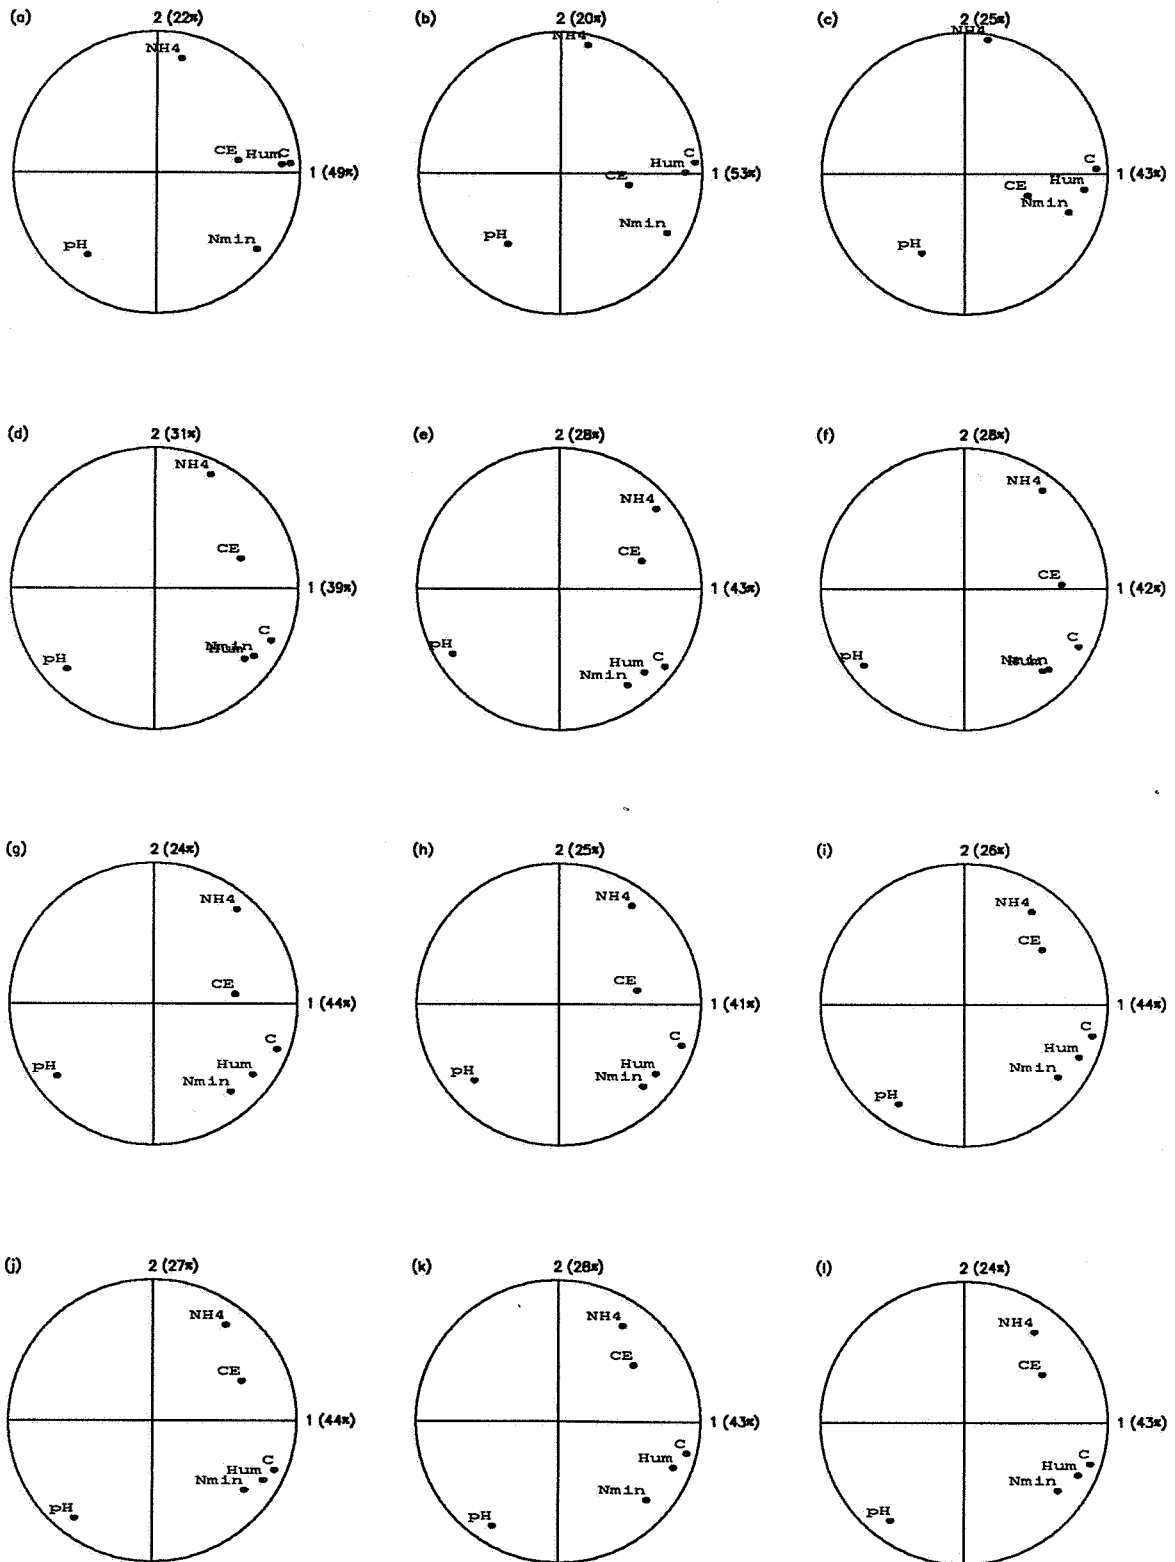 (a) 2 (22%) (b) 2 (20%) (c) 2 (25%)
NH4 NH4 NH4
CE Hum C 1 (49%) Hum C CE 1 (53%) C Hum CE 1 (43%)
pH Nmin pH Nmin pH Nmin
(d) 2 (31%) (e) 2 (28%) (f) 2 (28%)
NH4 NH4 NH4
CE CE CE
1 (39%) 1 (43%) 1 (42%)
pH Nmin Hum C pH Nmin Hum C pH C
(g) 2 (24%) (h) 2 (25%) (i) 2 (26%)
NH4 NH4 NH4
CE CE CE
1 (44%) 1 (41%) 1 (44%)
pH Nmin Hum C pH Nmin Hum C pH Nmin Hum C
(j) 2 (27%) (k) 2 (28%) (l) 2 (24%)
NH4 NH4 NH4
CE CE CE
1 (44%) 1 (43%) 1 (43%)
pH Nmin Hum C pH Nmin Hum C pH Nmin Hum C